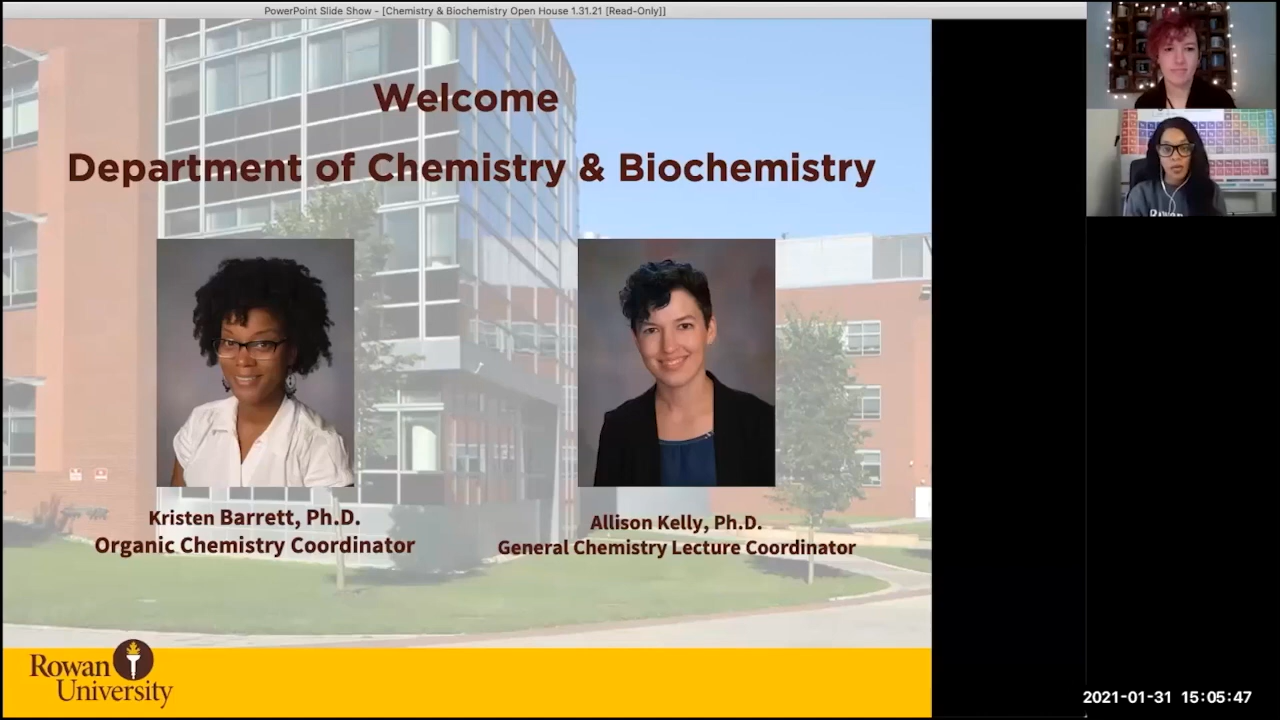 PowerPoint Slide Show - [Chemistry & Biochemistry Open House 1.31.21 [Read-Only]]
Welcome
Department of Chemistry & Biochemistry
Kristen Barrett, Ph.D.
Organic Chemistry Coordinator
Allison Kelly, Ph.D.
General Chemistry Lecture Coordinator
Rowan
University
2021-01-31 15:05:47